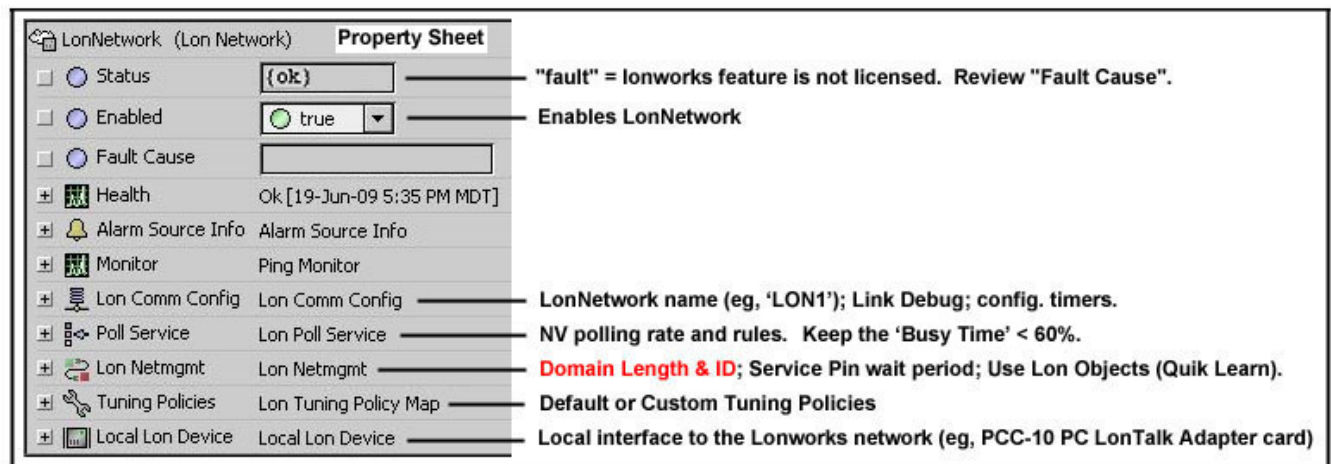 LonNetwork (Lon Network) Property Sheet
Status {ok} "fault" = lonworks feature is not licensed. Review "Fault Cause".
Enabled true Enables LonNetwork
Fault Cause
Health Ok [19-Jun-09 5:35 PM MDT]
Alarm Source Info Alarm Source Info
Monitor Ping Monitor
Lon Comm Config Lon Comm Config LonNetwork name (eg, ‘LON1’); Link Debug; config. timers.
Poll Service Lon Poll Service NV polling rate and rules. Keep the ‘Busy Time’ < 60%.
Lon Netmgmt Lon Netmgmt Domain Length & ID; Service Pin wait period; Use Lon Objects (Quik Learn).
Tuning Policies Lon Tuning Policy Map Default or Custom Tuning Policies
Local Lon Device Local Lon Device Local interface to the Lonworks network (eg, PCC-10 PC LonTalk Adapter card)